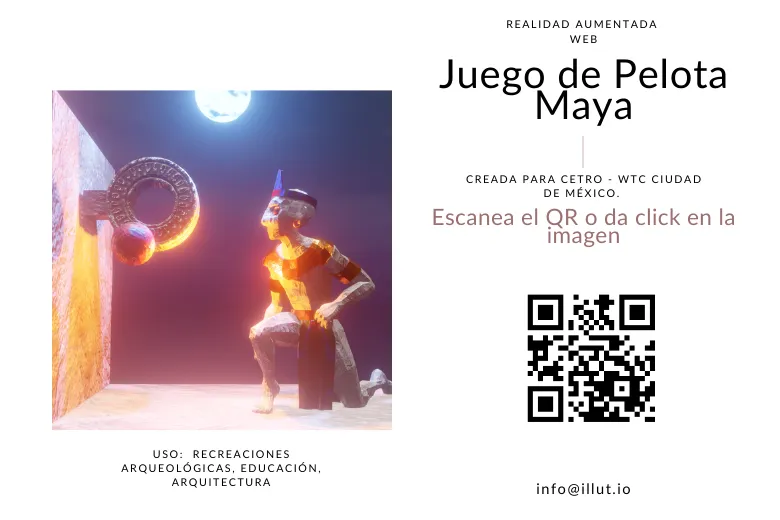 REALIDAD AUMENTADA
WEB
Juego de Pelota
Maya
CREADA PARA CETRO - WTC CIUDAD
DE MÉXICO.
Escanea el QR o da click en la
imagen
USO: RECREACIONES
ARQUEOLÓGICAS, EDUCACIÓN,
ARQUITECTURA
info@illut.io